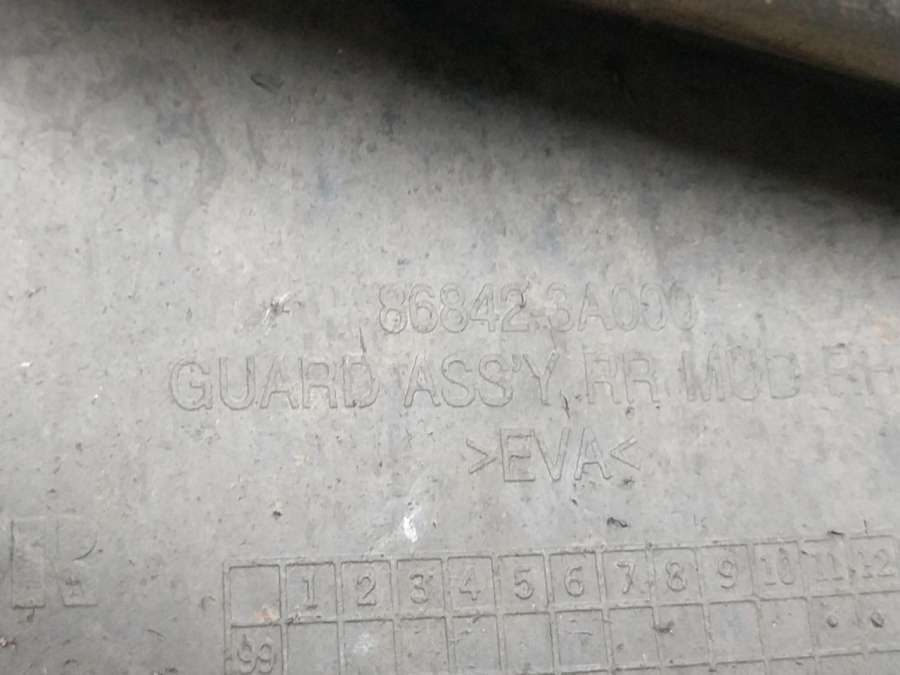 86842-3A000
GUARD ASS'Y RR MUD RH
>EVA<
1 2 3 4 5 6 7 8 9 10 11 12
99